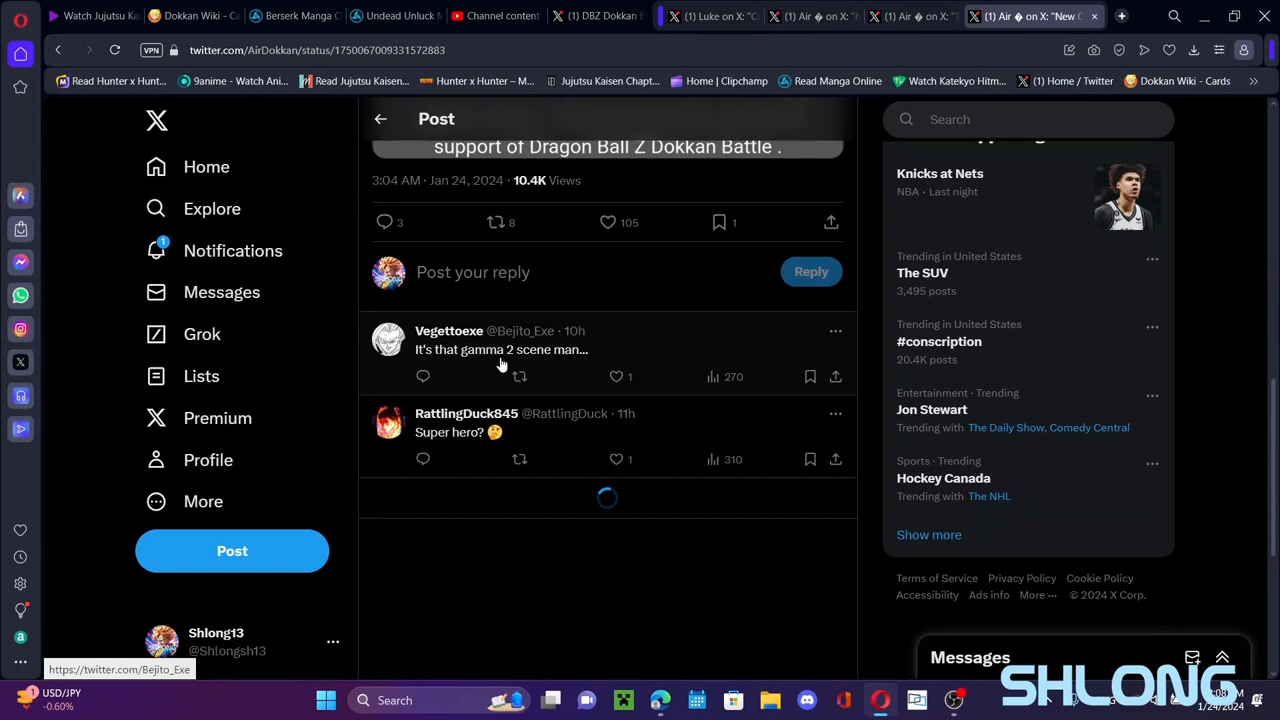 Watch Jujutsu K
Dokkan Wiki - Ca
Berserk Manga C
Undead Unluck M
Channel content
(1) DBZ Dokkan B
(1) Luke on X: "
(1) Air � on X: "
(1) Air � on X: "T
(1) Air � on X: "New C
VPN
twitter.com/AirDokkan/status/1750067009331572883
Read Hunter x Hunt...
9anime - Watch Ani...
Read Jujutsu Kaisen...
Hunter x Hunter – M...
Jujutsu Kaisen Chapt...
Home | Clipchamp
Read Manga Online
Watch Katekyo Hitm...
(1) Home / Twitter
Dokkan Wiki - Cards
Post
Search
support of Dragon Ball Z Dokkan Battle .
3:04 AM · Jan 24, 2024 · 10.4K Views
3
8
105
1
Post your reply
Reply
Vegettoexe @Bejito_Exe · 10h
It's that gamma 2 scene man...
1
270
RattlingDuck845 @RattlingDuck · 11h
Super hero? 🤔
1
310
Home
Explore
1
Notifications
Messages
Grok
Lists
Premium
Profile
More
Post
Shlong13
@Shlongsh13
Knicks at Nets
NBA · Last night
Trending in United States
The SUV
3,495 posts
Trending in United States
#conscription
20.4K posts
Entertainment · Trending
Jon Stewart
Trending with The Daily Show, Comedy Central
Sports · Trending
Hockey Canada
Trending with The NHL
Show more
Terms of Service Privacy Policy Cookie Policy
Accessibility Ads info More ··· © 2024 X Corp.
Messages
https://twitter.com/Bejito_Exe
1
USD/JPY
-0.60%
Search
SHLONG
1/24/2024